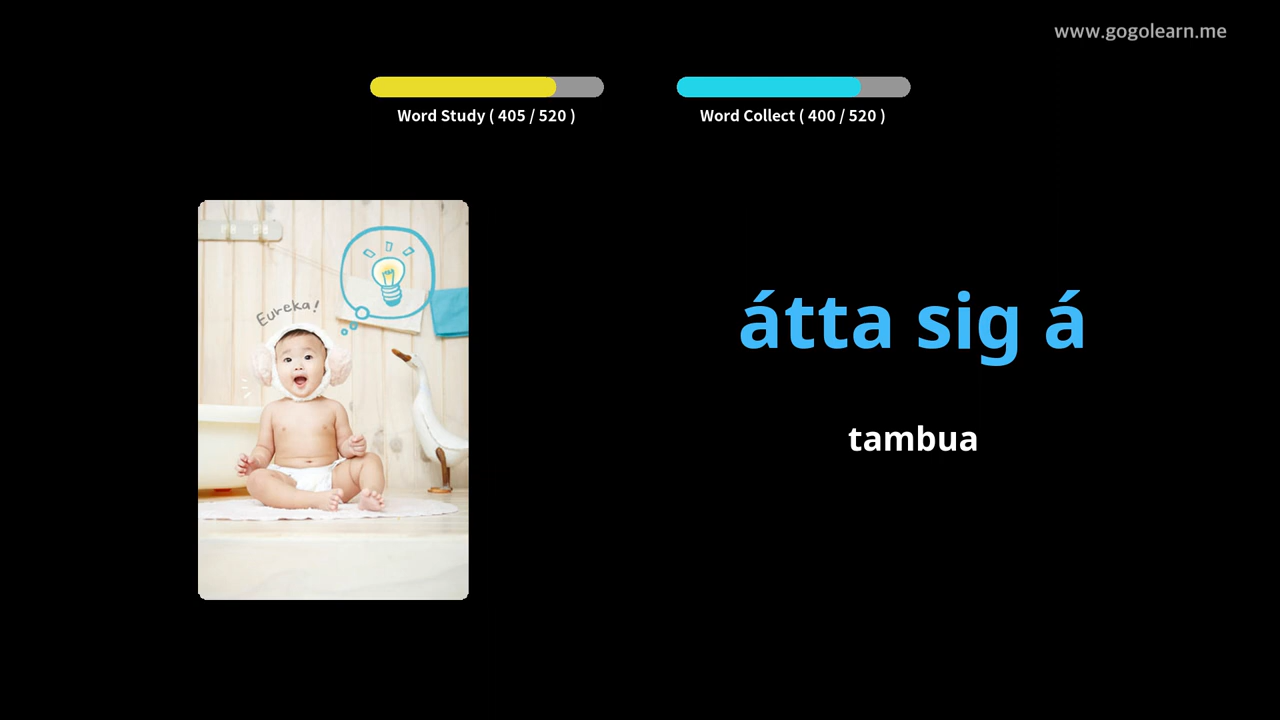 www.gogolearn.me
Word Study ( 405 / 520 )
Word Collect ( 400 / 520 )
Eureka!
átta sig á
tambua